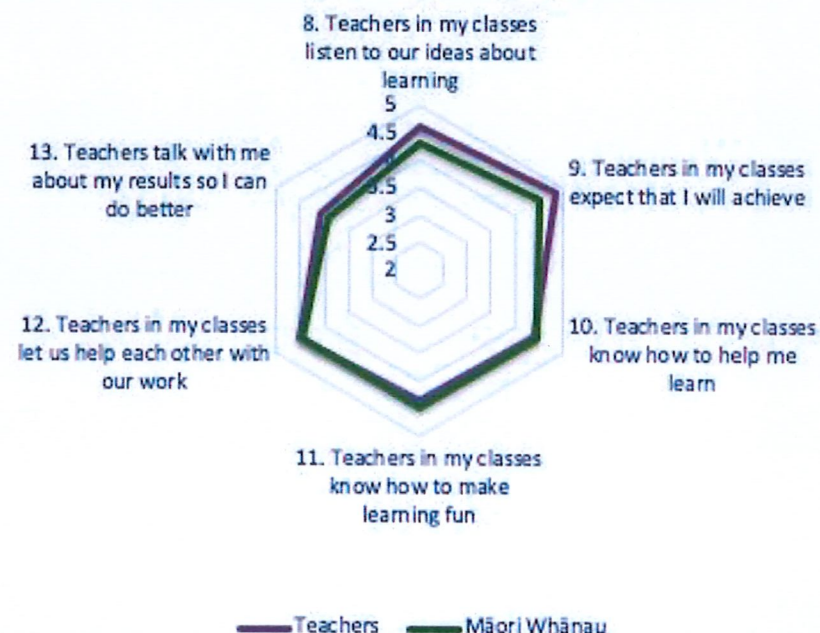 8. Teachers in my classes
listen to our ideas about
learning
5
4.5
3.5
3
2.5
2
13. Teachers talk with me
about my results so I can
do better
9. Teachers in my classes
expect that I will achieve
12. Teachers in my classes
let us help each other with
our work
10. Teachers in my classes
know how to help me
learn
11. Teachers in my classes
know how to make
learning fun
Teachers
Māori Whānau